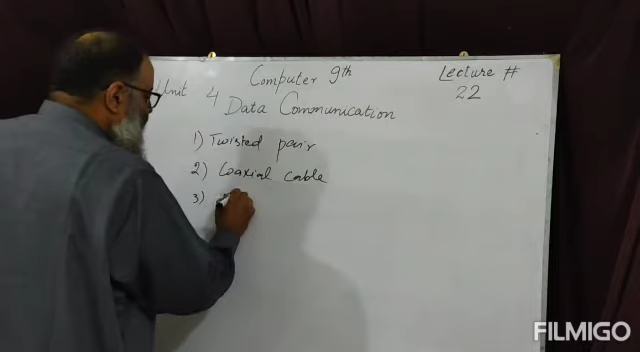 Computer 9th
Lecture #
22
Unit 4
Data Communication
1) Twisted pair
2) Coaxial cable
3)
FILMIGO